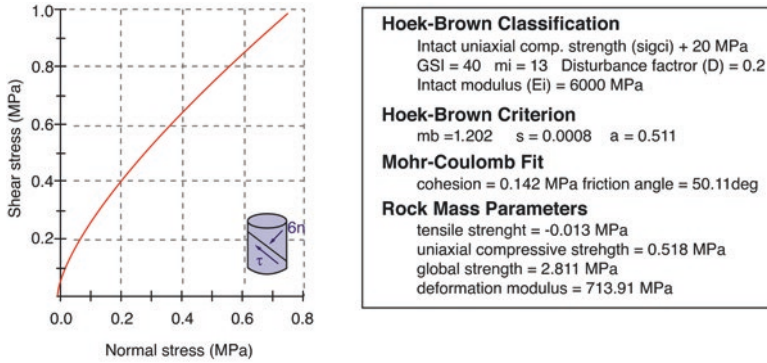 1.0
0.8
0.6
0.4
0.2
Shear stress (MPa)
6n
τ
0.0 0.2 0.4 0.6 0.8
Normal stress (MPa)
Hoek-Brown Classification
Intact uniaxial comp. strength (sigci) + 20 MPa
GSI = 40 mi = 13 Disturbance factror (D) = 0.2
Intact modulus (Ei) = 6000 MPa
Hoek-Brown Criterion
mb =1.202 s = 0.0008 a = 0.511
Mohr-Coulomb Fit
cohesion = 0.142 MPa friction angle = 50.11deg
Rock Mass Parameters
tensile strenght = -0.013 MPa
uniaxial compressive strehgth = 0.518 MPa
global strength = 2.811 MPa
deformation modulus = 713.91 MPa